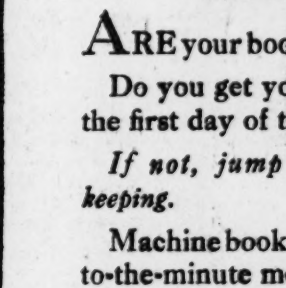 ARE your boo
Do you get yo
the first day of t
If not, jump
keeping.
Machine book
to-the-minute m